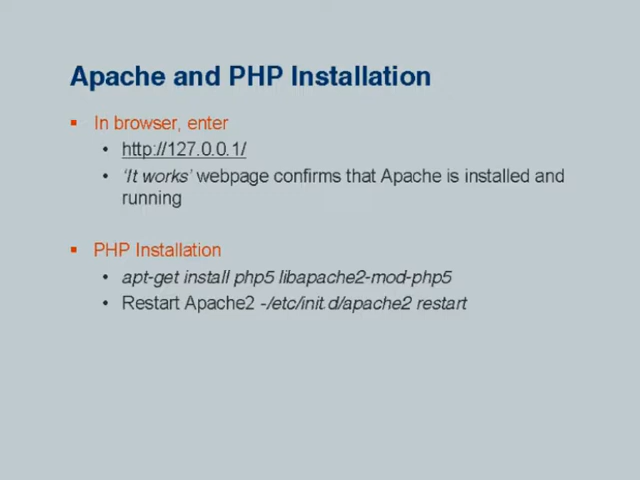 Apache and PHP Installation
In browser, enter
http://127.0.0.1/
'It works' webpage confirms that Apache is installed and
running
PHP Installation
apt-get install php5 libapache2-mod-php5
Restart Apache2 -/etc/init.d/apache2 restart